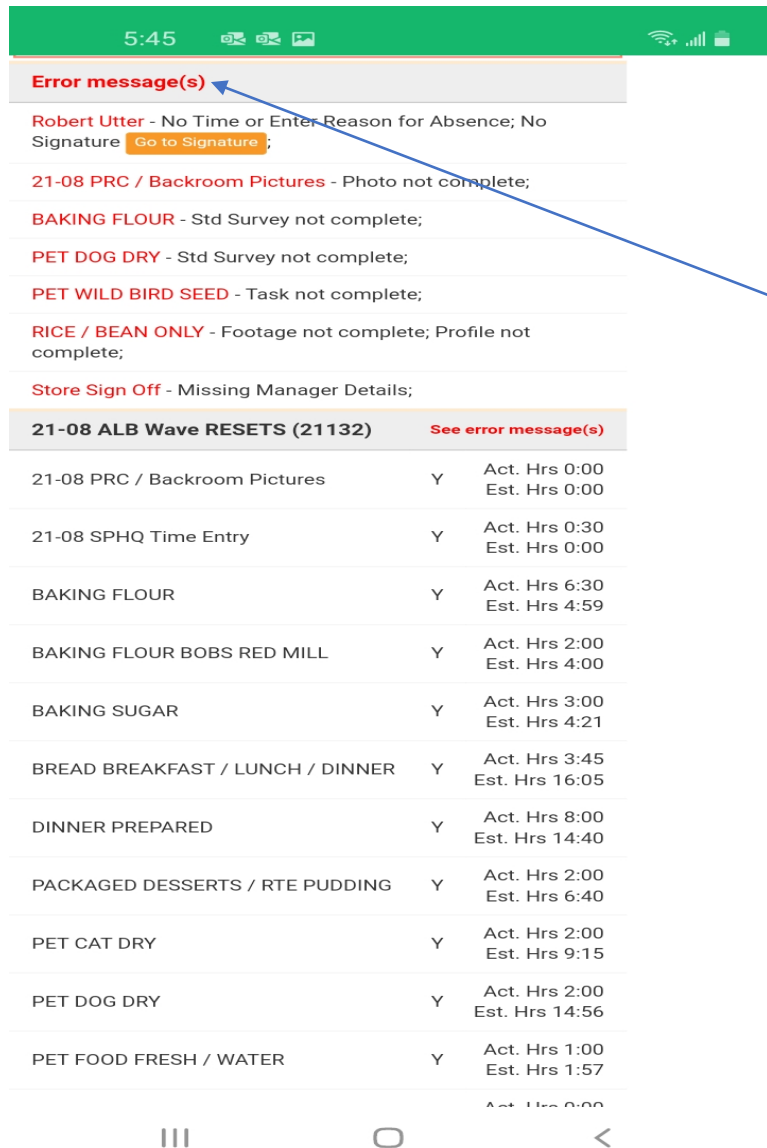 5:45
Error message(s)
Robert Utter - No Time or Enter Reason for Absence; No
Signature Go to Signature ;
21-08 PRC / Backroom Pictures - Photo not complete;
BAKING FLOUR - Std Survey not complete;
PET DOG DRY - Std Survey not complete;
PET WILD BIRD SEED - Task not complete;
RICE / BEAN ONLY - Footage not complete; Profile not
complete;
Store Sign Off - Missing Manager Details;
21-08 ALB Wave RESETS (21132) See error message(s)
21-08 PRC / Backroom Pictures Y Act. Hrs 0:00
Est. Hrs 0:00
21-08 SPHQ Time Entry Y Act. Hrs 0:30
Est. Hrs 0:00
BAKING FLOUR Y Act. Hrs 6:30
Est. Hrs 4:59
BAKING FLOUR BOBS RED MILL Y Act. Hrs 2:00
Est. Hrs 4:00
BAKING SUGAR Y Act. Hrs 3:00
Est. Hrs 4:21
BREAD BREAKFAST / LUNCH / DINNER Y Act. Hrs 3:45
Est. Hrs 16:05
DINNER PREPARED Y Act. Hrs 8:00
Est. Hrs 14:40
PACKAGED DESSERTS / RTE PUDDING Y Act. Hrs 2:00
Est. Hrs 6:40
PET CAT DRY Y Act. Hrs 2:00
Est. Hrs 9:15
PET DOG DRY Y Act. Hrs 2:00
Est. Hrs 14:56
PET FOOD FRESH / WATER Y Act. Hrs 1:00
Est. Hrs 1:57